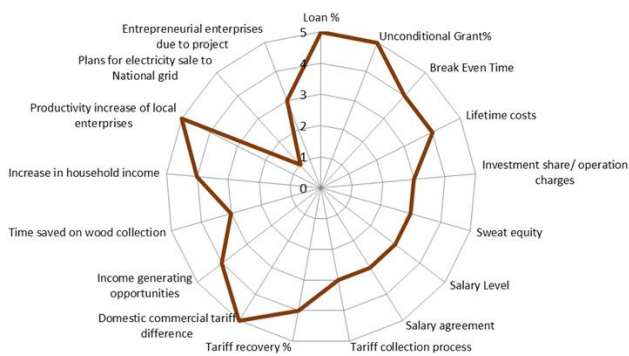 Loan %
Unconditional Grant%
Break Even Time
Lifetime costs
Investment share/ operation
charges
Sweat equity
Salary Level
Salary agreement
Tariff collection process
Tariff recovery %
Domestic commercial tariff
difference
Income generating
opportunities
Time saved on wood collection
Increase in household income
Productivity increase of local
enterprises
Plans for electricity sale to
National grid
Entrepreneurial enterprises
due to project
5
4
3
2
1
0